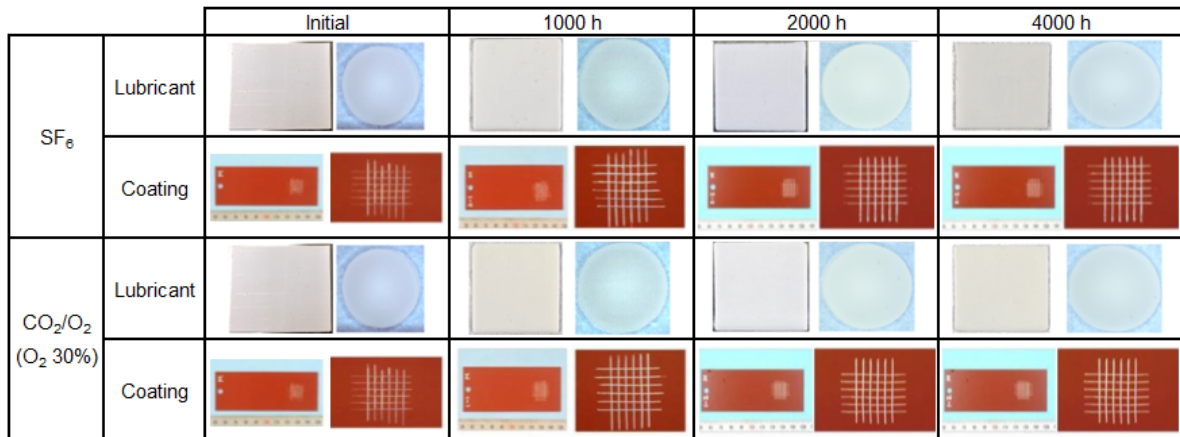 Initial 1000 h 2000 h 4000 h
SF₆
Lubricant
Coating
CO₂/O₂
(O₂ 30%)
Lubricant
Coating